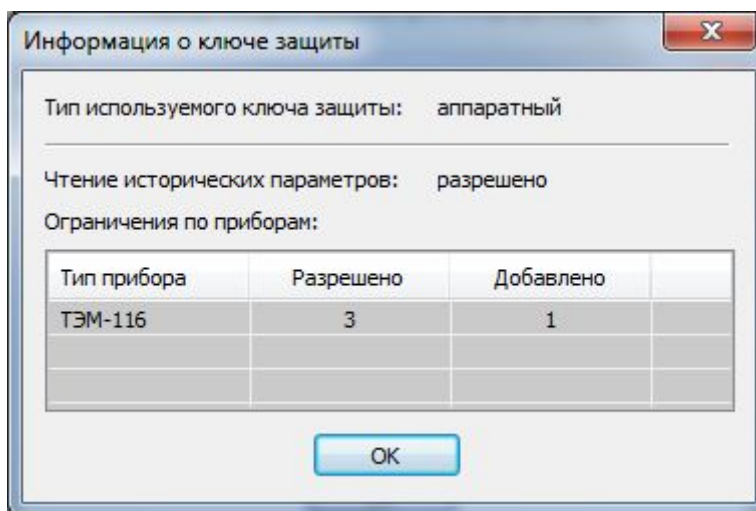 Информация о ключе защиты
Тип используемого ключа защиты: аппаратный
Чтение исторических параметров: разрешено
Ограничения по приборам:
Тип прибора Разрешено Добавлено
ТЭМ-116 3 1
OK